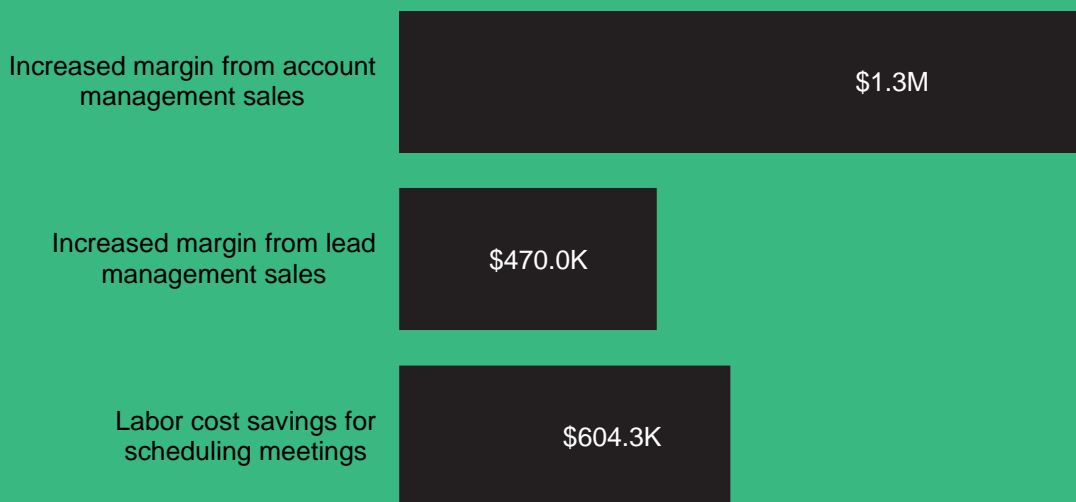 Increased margin from account
management sales
$1.3M
Increased margin from lead
management sales
$470.0K
Labor cost savings for
scheduling meetings
$604.3K